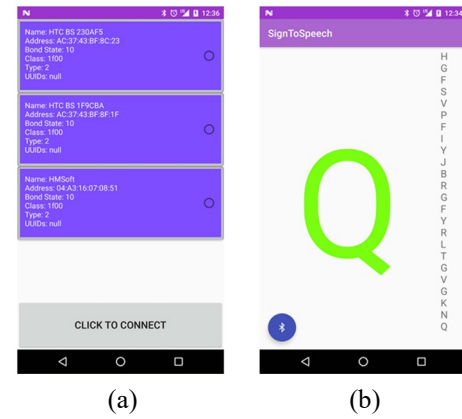 12:36
Name: HTC BS 230AF5
Address: AC:37:43:BF:8C:23
Bond State: 10
Class: 1f00
Type: 2
UUIDs: null
Name: HTC BS 1F9CBA
Address: AC:37:43:BF:8F:1F
Bond State: 10
Class: 1f00
Type: 2
UUIDs: null
Name: HMSoft
Address: 04:A3:16:07:08:51
Bond State: 10
Class: 1f00
Type: 2
UUIDs: null
CLICK TO CONNECT
(a)
12:34
SignToSpeech
Q
H
G
F
S
V
P
F
I
Y
J
B
R
G
F
Y
R
L
T
G
V
G
K
N
Q
(b)